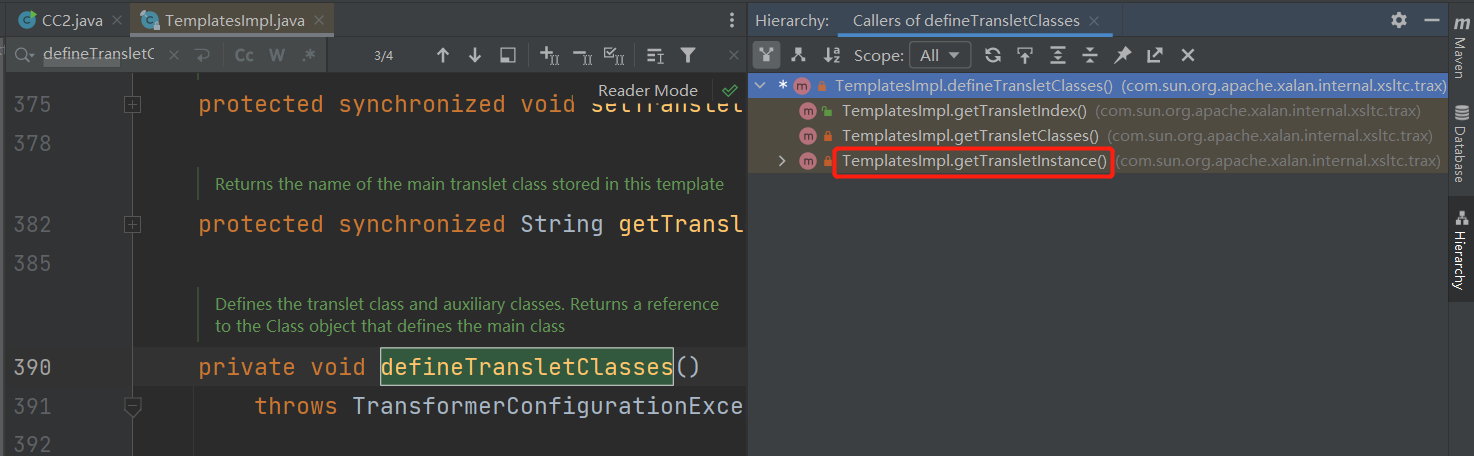 CC2.java
TemplatesImpl.java
defineTransletC
Cc W .*
3/4
Reader Mode
375 protected synchronized void setTranslet
378
Returns the name of the main translet class stored in this template
382 protected synchronized String getTransl
385
Defines the translet class and auxiliary classes. Returns a reference
to the Class object that defines the main class
390 private void defineTransletClasses()
391 throws TransformerConfigurationExce
392
Hierarchy: Callers of defineTransletClasses
Scope: All
* m TemplatesImpl.defineTransletClasses() (com.sun.org.apache.xalan.internal.xsltc.trax)
m TemplatesImpl.getTransletIndex() (com.sun.org.apache.xalan.internal.xsltc.trax)
m TemplatesImpl.getTransletClasses() (com.sun.org.apache.xalan.internal.xsltc.trax)
m TemplatesImpl.getTransletInstance() (com.sun.org.apache.xalan.internal.xsltc.trax)
m Maven
Database
Hierarchy